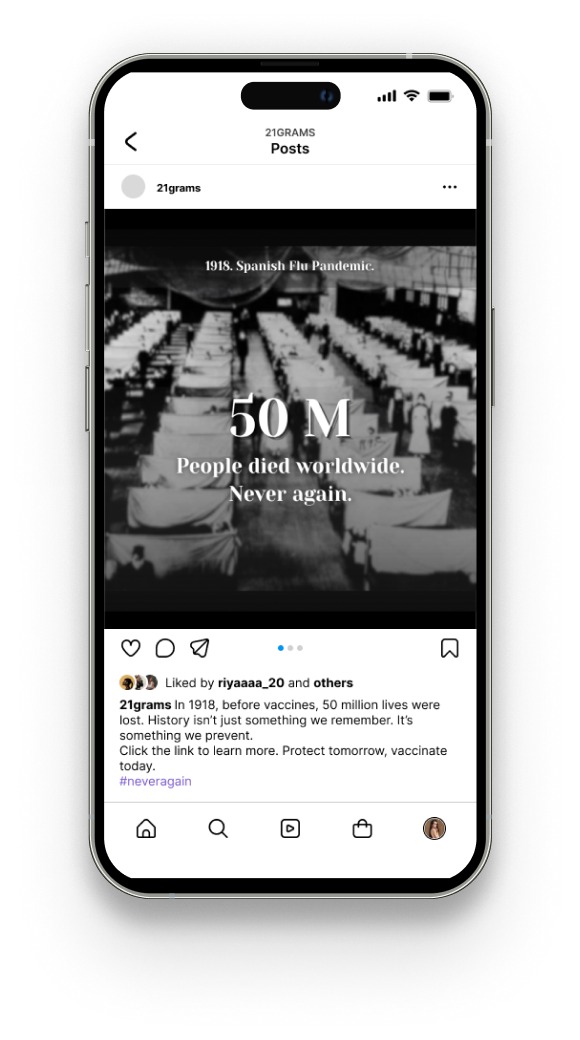 21GRAMS
Posts
21grams
1918. Spanish Flu Pandemic.
50 M
People died worldwide.
Never again.
Liked by riyaaaa_20 and others
21grams In 1918, before vaccines, 50 million lives were
lost. History isn’t just something we remember. It’s
something we prevent.
Click the link to learn more. Protect tomorrow, vaccinate
today.
#neveragain